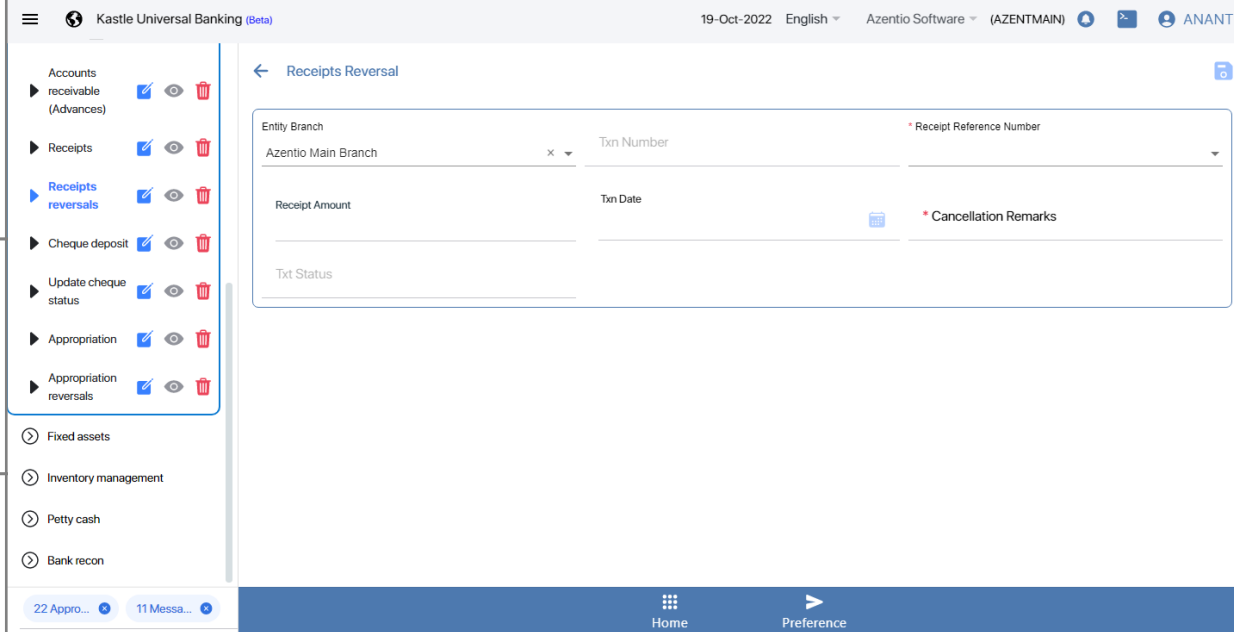 Kastle Universal Banking (Beta)
19-Oct-2022 English Azentio Software (AZENTMAIN) ANANT
Accounts
receivable
(Advances)
Receipts
Receipts
reversals
Cheque deposit
Update cheque
status
Appropriation
Appropriation
reversals
Fixed assets
Inventory management
Petty cash
Bank recon
22 Appro...
11 Messa...
Receipts Reversal
Entity Branch
Azentio Main Branch
Txn Number
* Receipt Reference Number
Receipt Amount
Txn Date
* Cancellation Remarks
Txt Status
Home
Preference